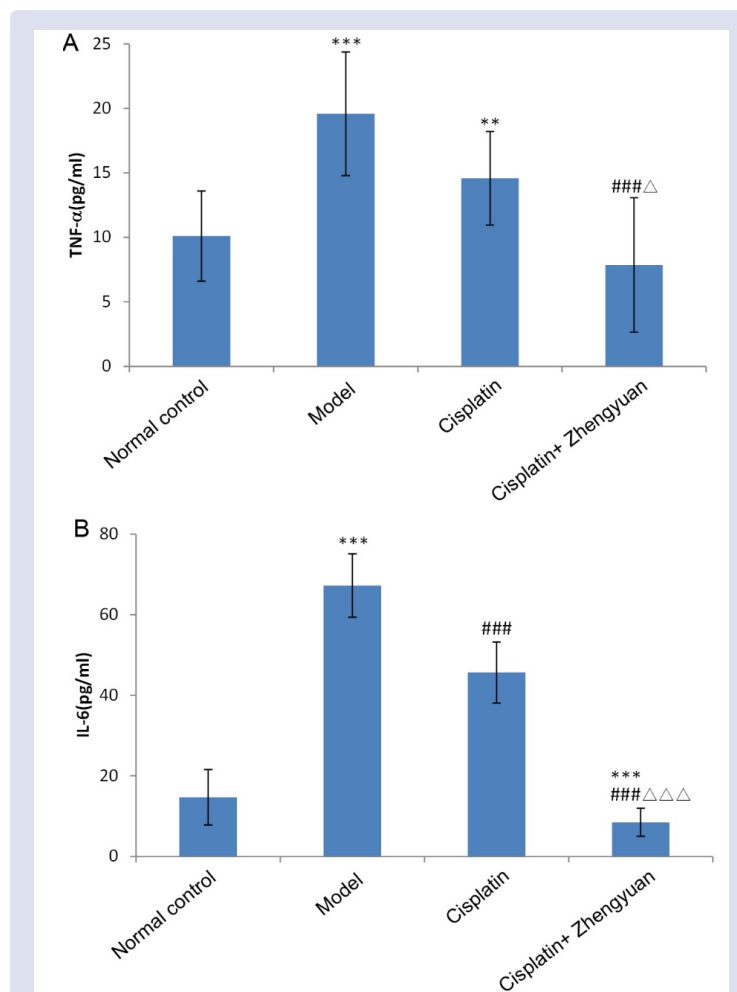 A
25
20
15
10
5
0
TNF-α(pg/ml)
***
**
###△
Normal control
Model
Cisplatin
Cisplatin+ Zhengyuan
B
80
60
40
20
0
IL-6(pg/ml)
***
###
***
###△△△
Normal control
Model
Cisplatin
Cisplatin+ Zhengyuan